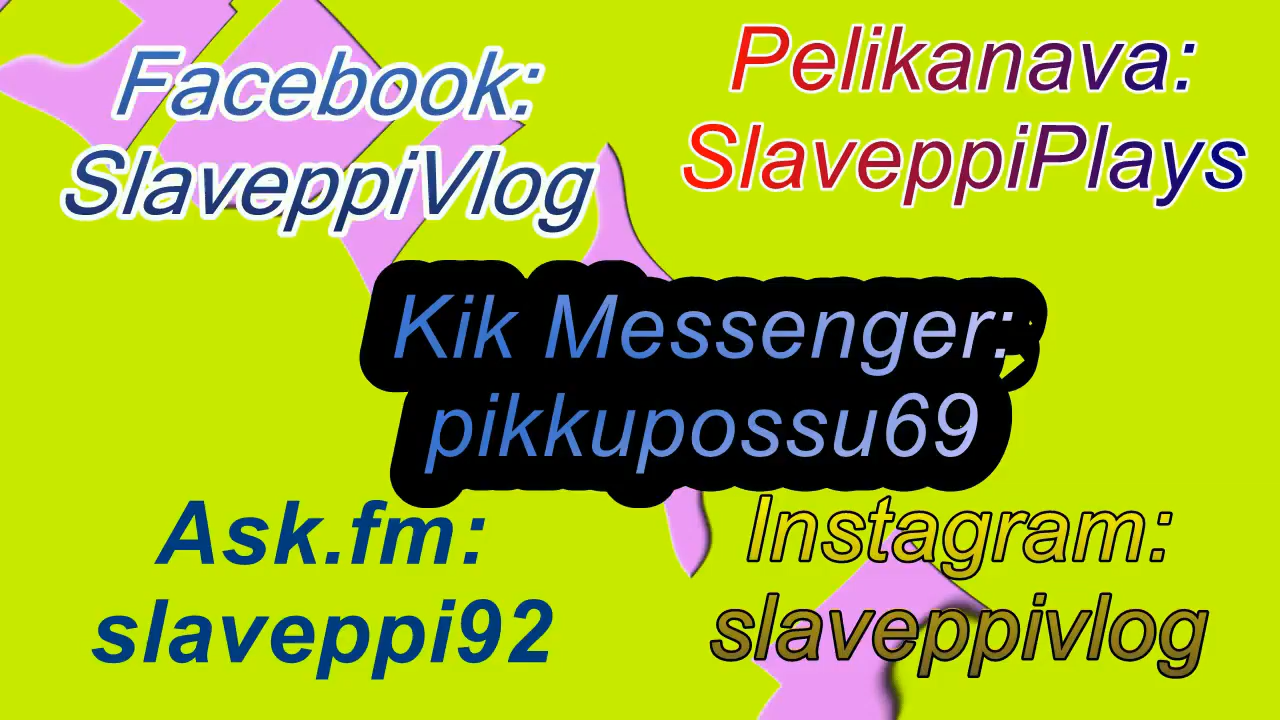 Facebook:
SlaveppiVlog
Pelikanava:
SlaveppiPlays
Kik Messenger:
pikkupossu69
Ask.fm:
slaveppi92
Instagram:
slaveppivlog